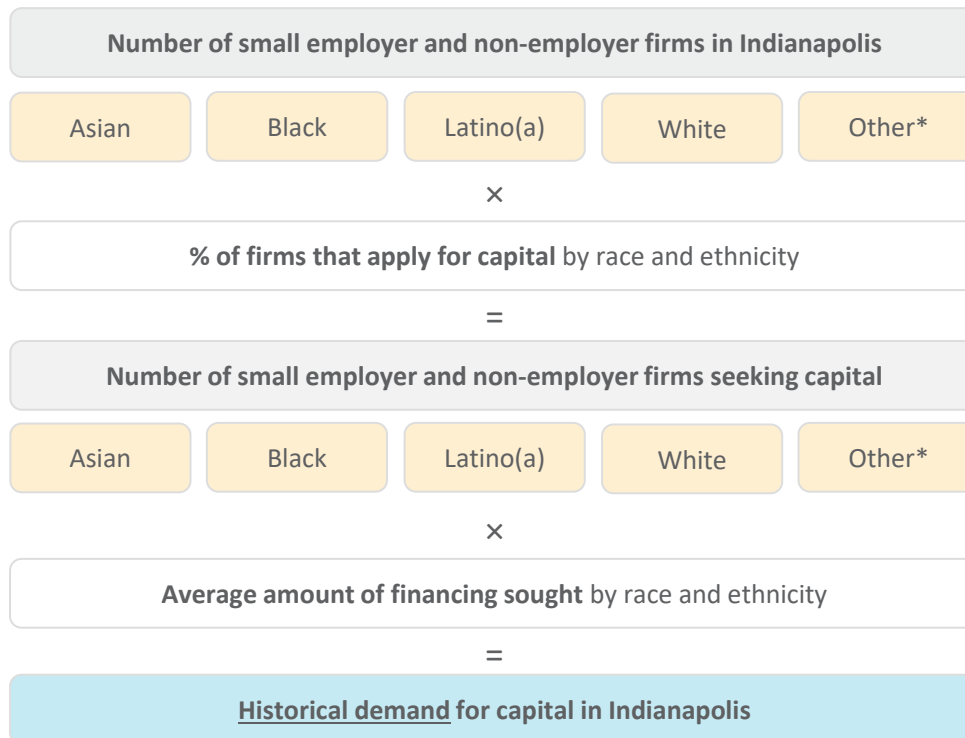 Number of small employer and non-employer firms in Indianapolis
Asian Black Latino(a) White Other*
×
% of firms that apply for capital by race and ethnicity
=
Number of small employer and non-employer firms seeking capital
Asian Black Latino(a) White Other*
×
Average amount of financing sought by race and ethnicity
=
Historical demand for capital in Indianapolis